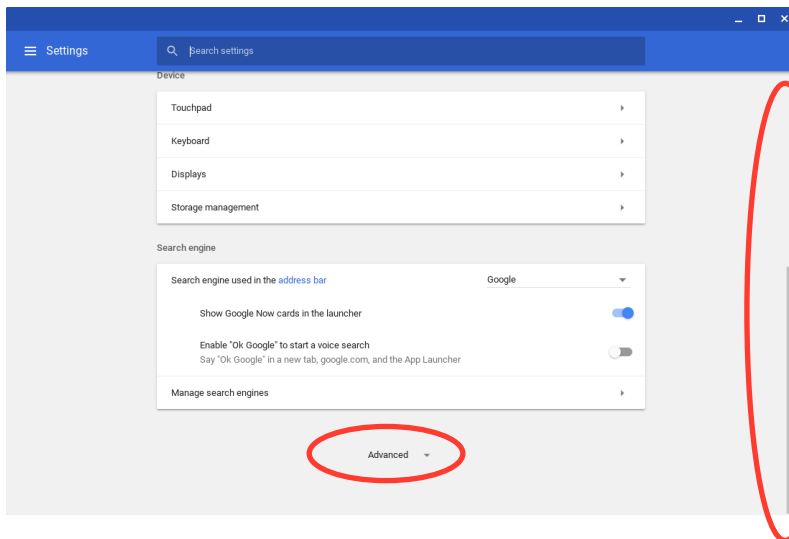 Settings
Search settings
Device
Touchpad
Keyboard
Displays
Storage management
Search engine
Search engine used in the address bar
Google
Show Google Now cards in the launcher
Enable "Ok Google" to start a voice search
Say "Ok Google" in a new tab, google.com, and the App Launcher
Manage search engines
Advanced